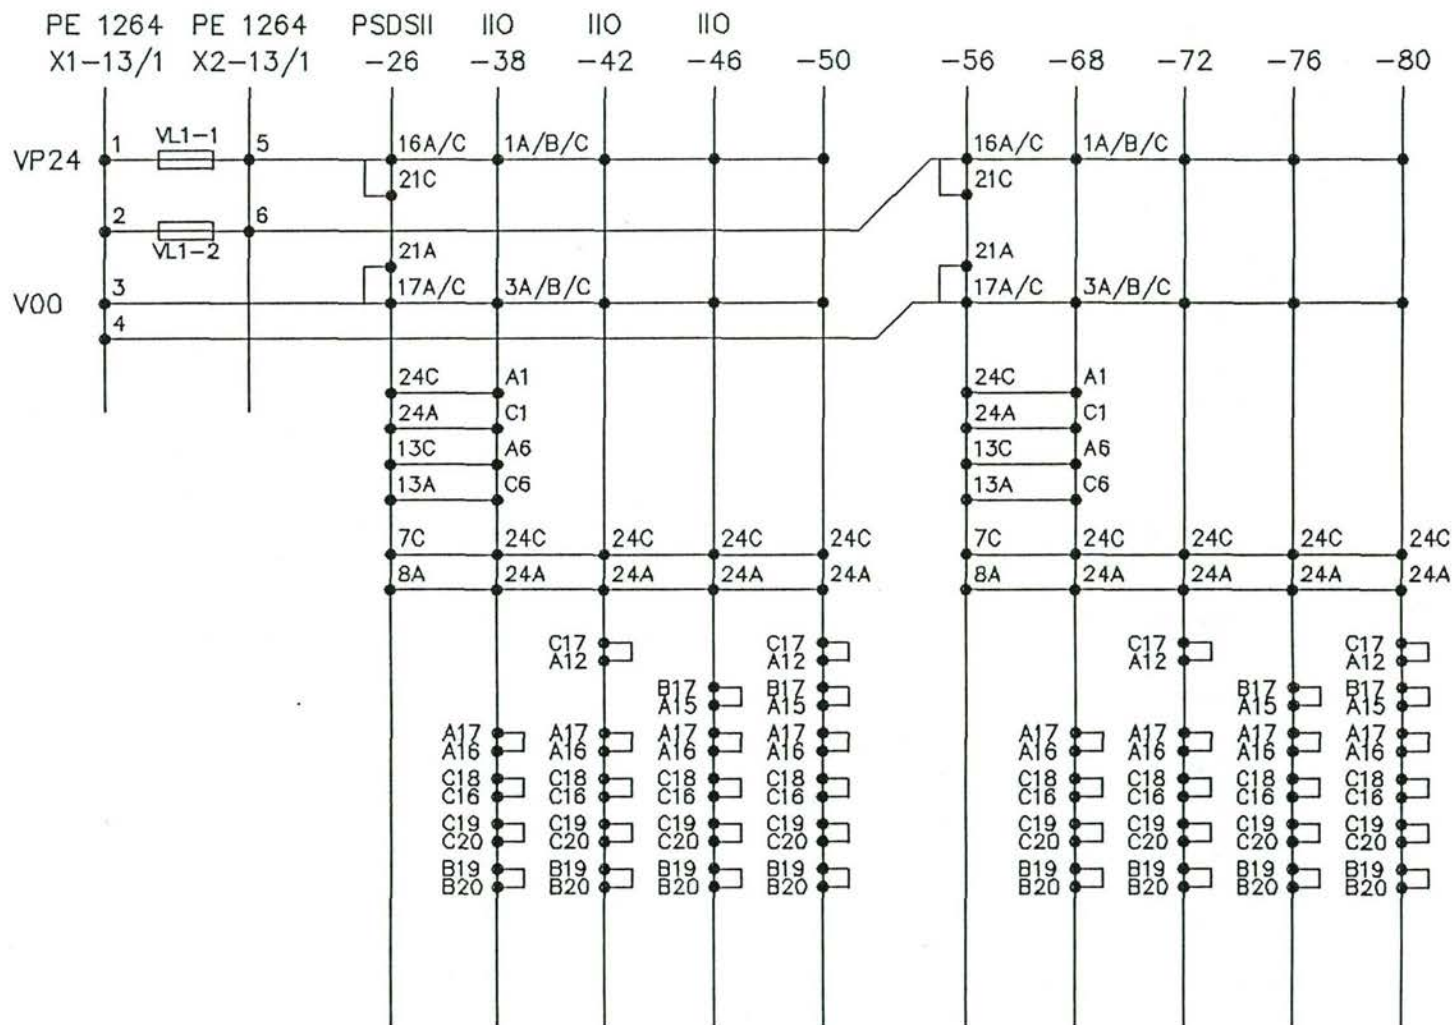 PE 1264 PE 1264 PSDSII IIO IIO IIO
X1-13/1 X2-13/1 -26 -38 -42 -46 -50 -56 -68 -72 -76 -80
1 VL1-1 5 16A/C 1A/B/C 16A/C 1A/B/C
VP24
21C 21C
2 6
VL1-2 21A 21A
3 17A/C 3A/B/C 17A/C 3A/B/C
V00
4
24C A1 24C A1
24A C1 24A C1
13C A6 13C A6
13A C6 13A C6
7C 24C 24C 24C 24C 7C 24C 24C 24C 24C
8A 24A 24A 24A 24A 8A 24A 24A 24A 24A
C17 C17 C17 C17
A12 A12 A12 A12
B17 B17 B17 B17
A15 A15 A15 A15
A17 A17 A17 A17 A17 A17 A17 A17
A16 A16 A16 A16 A16 A16 A16 A16
C18 C18 C18 C18 C18 C18 C18 C18
C16 C16 C16 C16 C16 C16 C16 C16
C19 C19 C19 C19 C19 C19 C19 C19
C20 C20 C20 C20 C20 C20 C20 C20
B19 B19 B19 B19 B19 B19 B19 B19
B20 B20 B20 B20 B20 B20 B20 B20